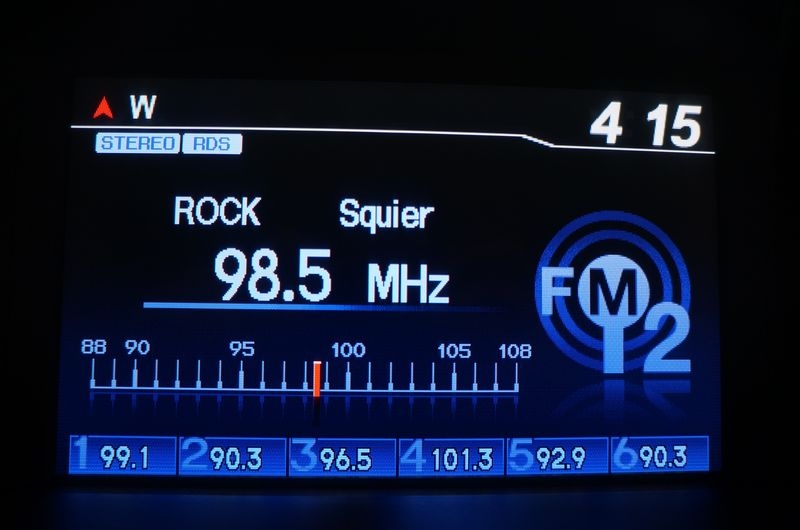 W 4 15
STEREO RDS
ROCK Squier
98.5 MHz
FM 2
88 90 95 100 105 108
1 99.1 2 90.3 3 96.5 4 101.3 5 92.9 6 90.3